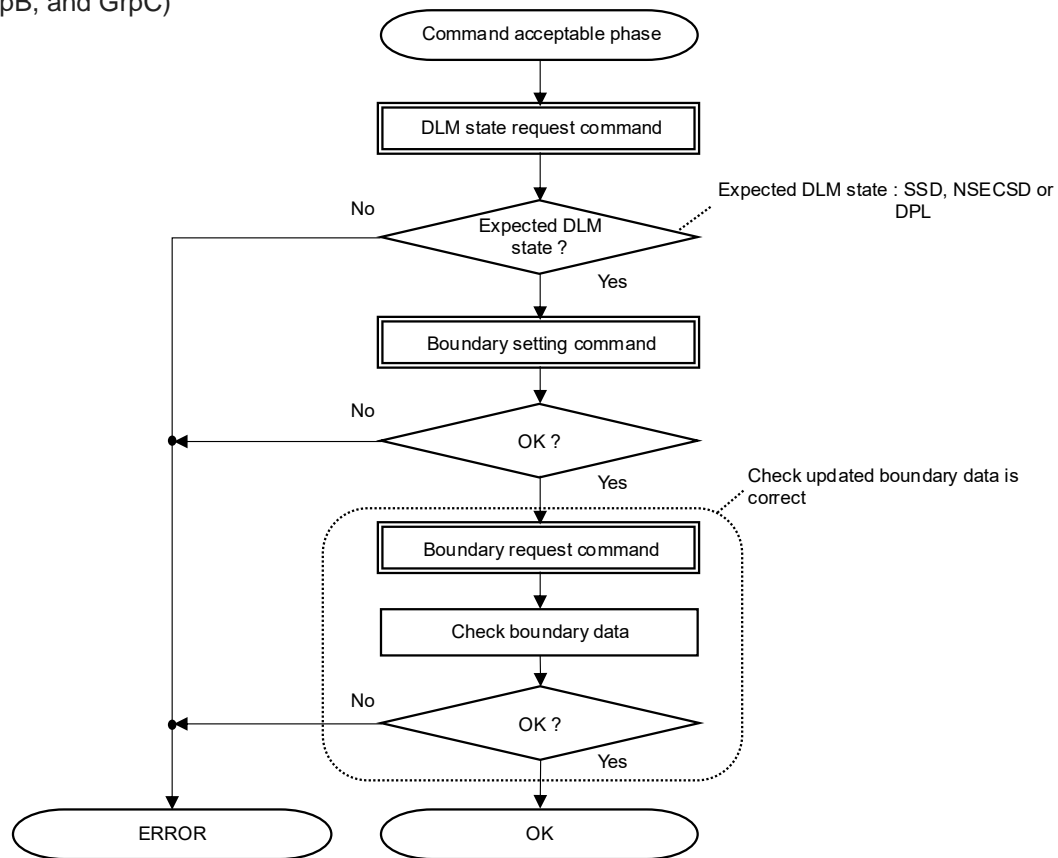 pB, and GrpC)
Command acceptable phase
DLM state request command
Expected DLM state : SSD, NSECSD or
DPL
No
Expected DLM
state ?
Yes
Boundary setting command
No
OK ?
Yes
Check updated boundary data is
correct
Boundary request command
Check boundary data
No
OK ?
Yes
ERROR
OK